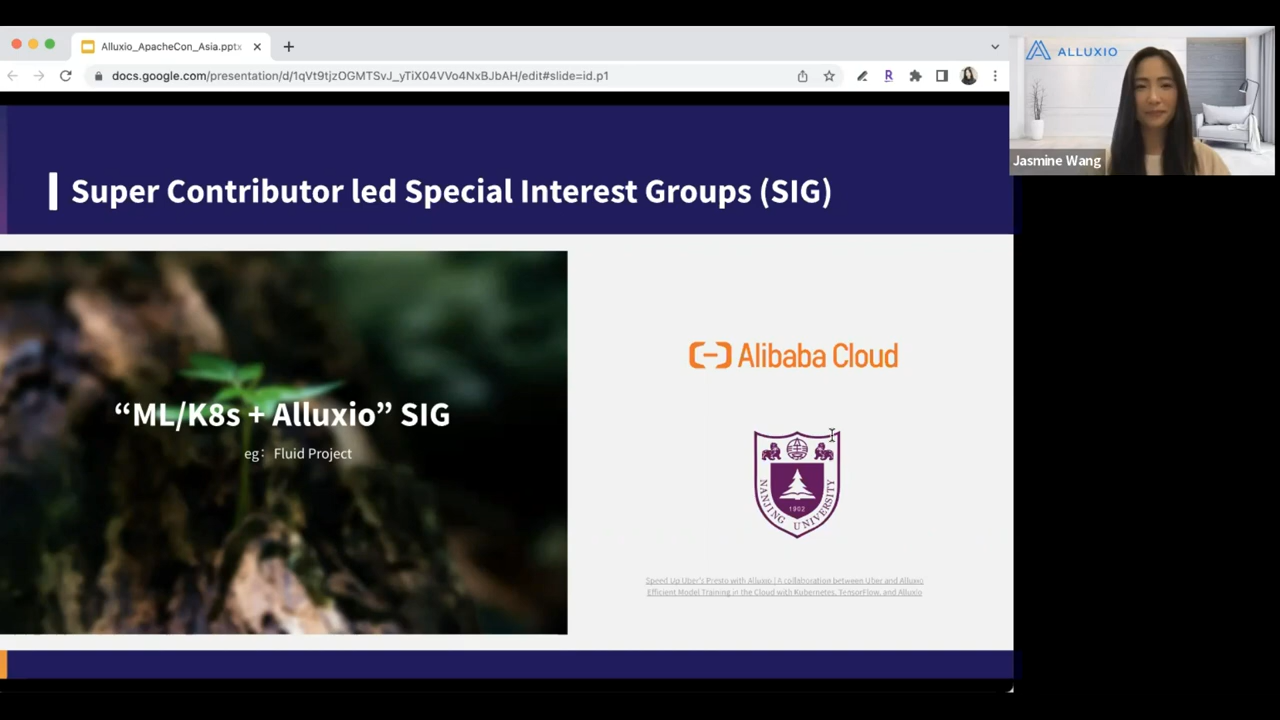 Alluxio_ApacheCon_Asia.pptx
docs.google.com/presentation/d/1qVt9tjzOGMTSvJ_yTiX04VVo4NxBJbAH/edit#slide=id.p1
R
ALLUXIO
Jasmine Wang
Super Contributor led Special Interest Groups (SIG)
“ML/K8s + Alluxio” SIG
eg：Fluid Project
Alibaba Cloud
1902
NANJING UNIVERSITY
Speed Up Uber's Presto with Alluxio | A collaboration between Uber and Alluxio
Efficient Model Training in the Cloud with Kubernetes, TensorFlow, and Alluxio